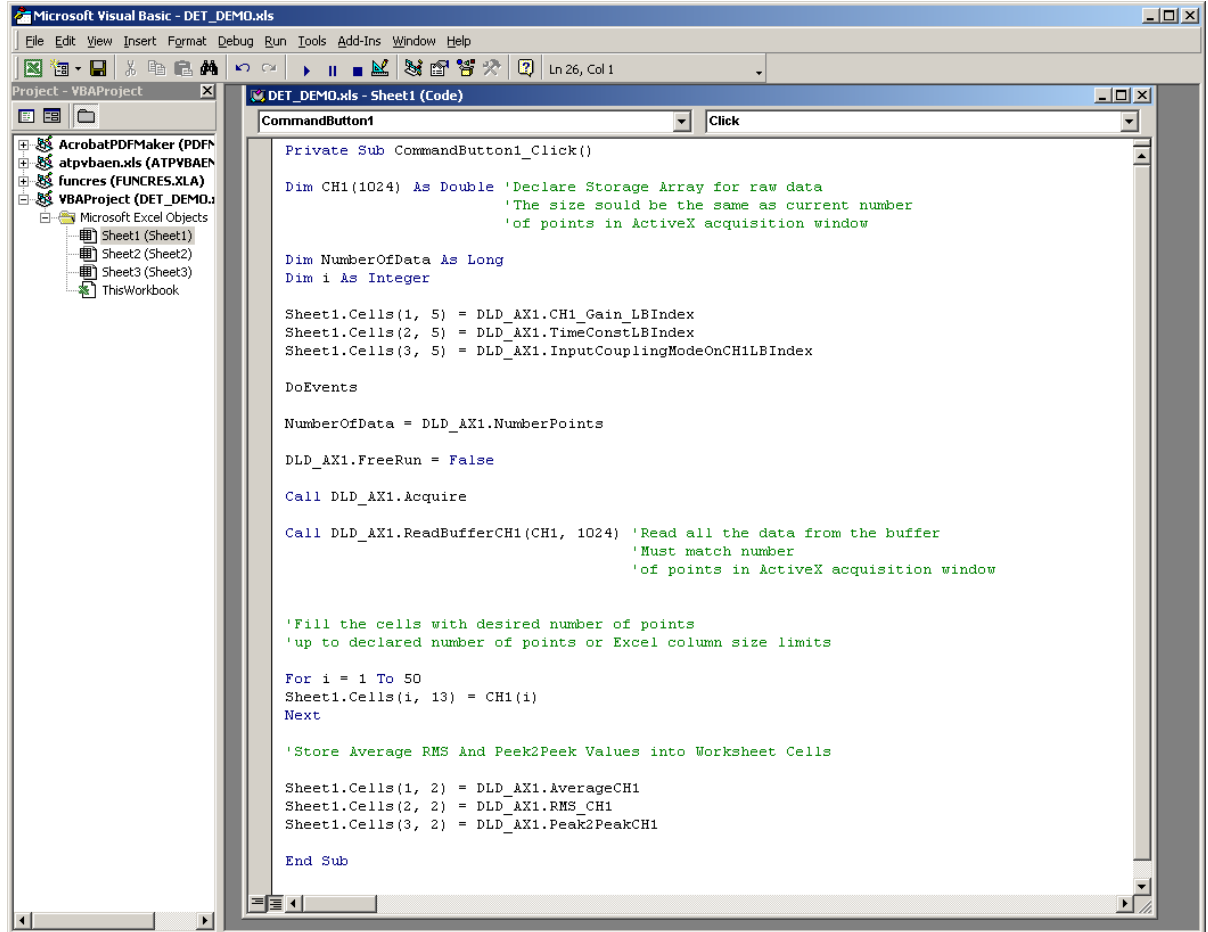 Microsoft Visual Basic - DET_DEMO.xls
File Edit View Insert Format Debug Run Tools Add-Ins Window Help
Ln 26, Col 1
Project - VBAProject
AcrobatPDFMaker (PDFM
atpvbaen.xls (ATPVBAEN
funcres (FUNCRES.XLA)
VBAProject (DET_DEMO.
Microsoft Excel Objects
Sheet1 (Sheet1)
Sheet2 (Sheet2)
Sheet3 (Sheet3)
ThisWorkbook
DET_DEMO.xls - Sheet1 (Code)
CommandButton1 Click
Private Sub CommandButton1_Click()
Dim CH1(1024) As Double 'Declare Storage Array for raw data
'The size sould be the same as current number
'of points in ActiveX acquisition window
Dim NumberOfData As Long
Dim i As Integer
Sheet1.Cells(1, 5) = DLD_AX1.CH1_Gain_LBIndex
Sheet1.Cells(2, 5) = DLD_AX1.TimeConstLBIndex
Sheet1.Cells(3, 5) = DLD_AX1.InputCouplingModeOnCH1LBIndex
DoEvents
NumberOfData = DLD_AX1.NumberPoints
DLD_AX1.FreeRun = False
Call DLD_AX1.Acquire
Call DLD_AX1.ReadBufferCH1(CH1, 1024) 'Read all the data from the buffer
'Must match number
'of points in ActiveX acquisition window
'Fill the cells with desired number of points
'up to declared number of points or Excel column size limits
For i = 1 To 50
Sheet1.Cells(i, 13) = CH1(i)
Next
'Store Average RMS And Peek2Peek Values into Worksheet Cells
Sheet1.Cells(1, 2) = DLD_AX1.AverageCH1
Sheet1.Cells(2, 2) = DLD_AX1.RMS_CH1
Sheet1.Cells(3, 2) = DLD_AX1.Peak2PeakCH1
End Sub